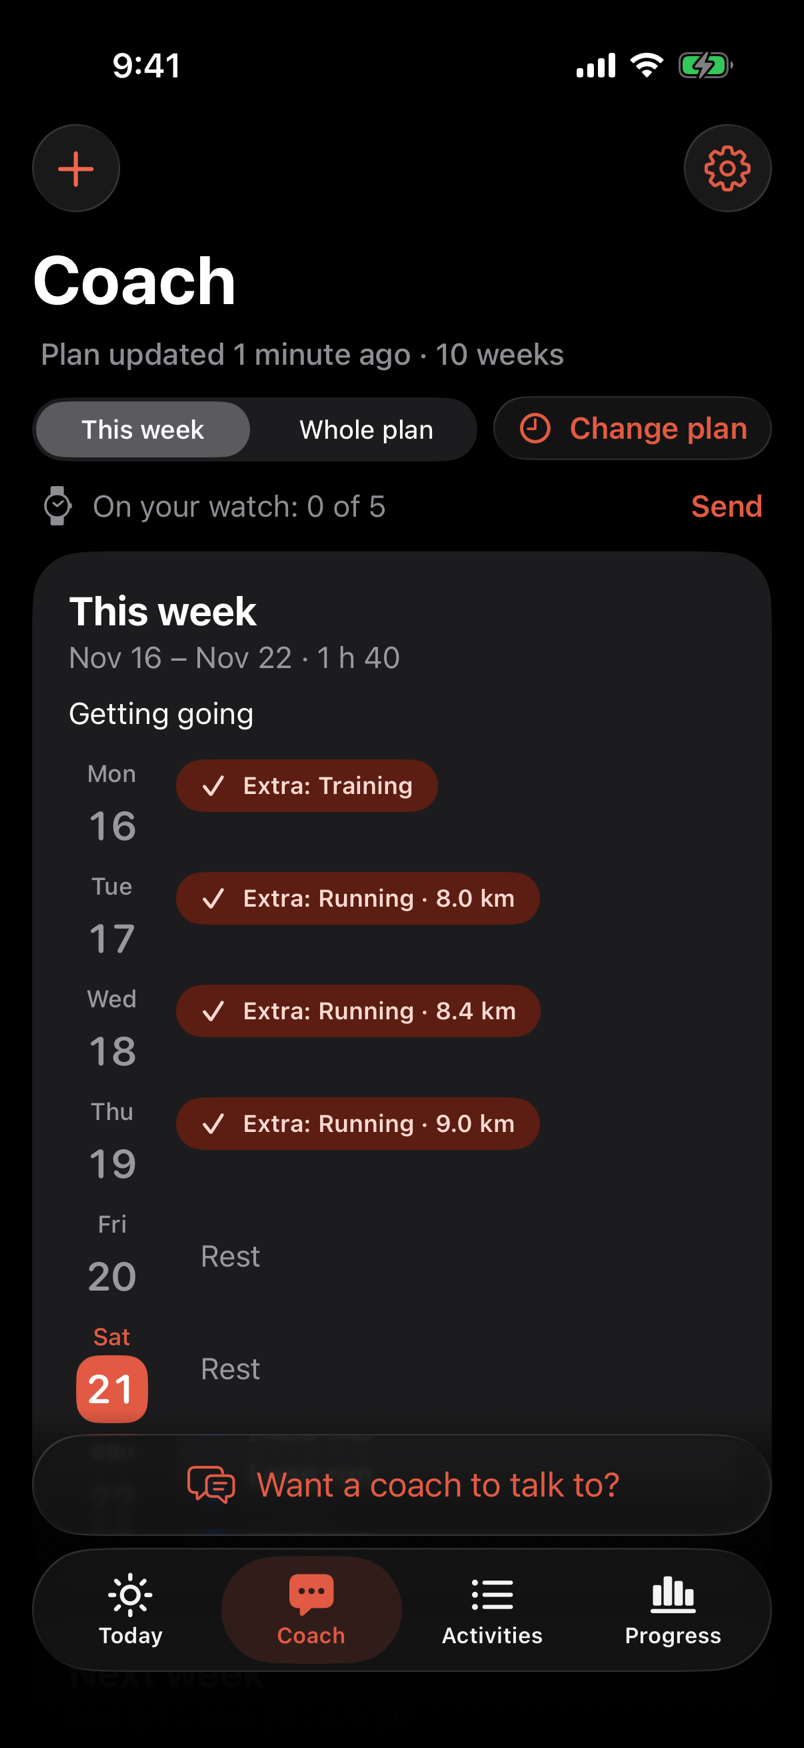 9:41
Coach
Plan updated 1 minute ago · 10 weeks
This week
Whole plan
Change plan
On your watch: 0 of 5
Send
This week
Nov 16 – Nov 22 · 1 h 40
Getting going
Mon
16
Extra: Training
Tue
17
Extra: Running · 8.0 km
Wed
18
Extra: Running · 8.4 km
Thu
19
Extra: Running · 9.0 km
Fri
20
Rest
Sat
21
Rest
Want a coach to talk to?
Today
Coach
Activities
Progress
Next week